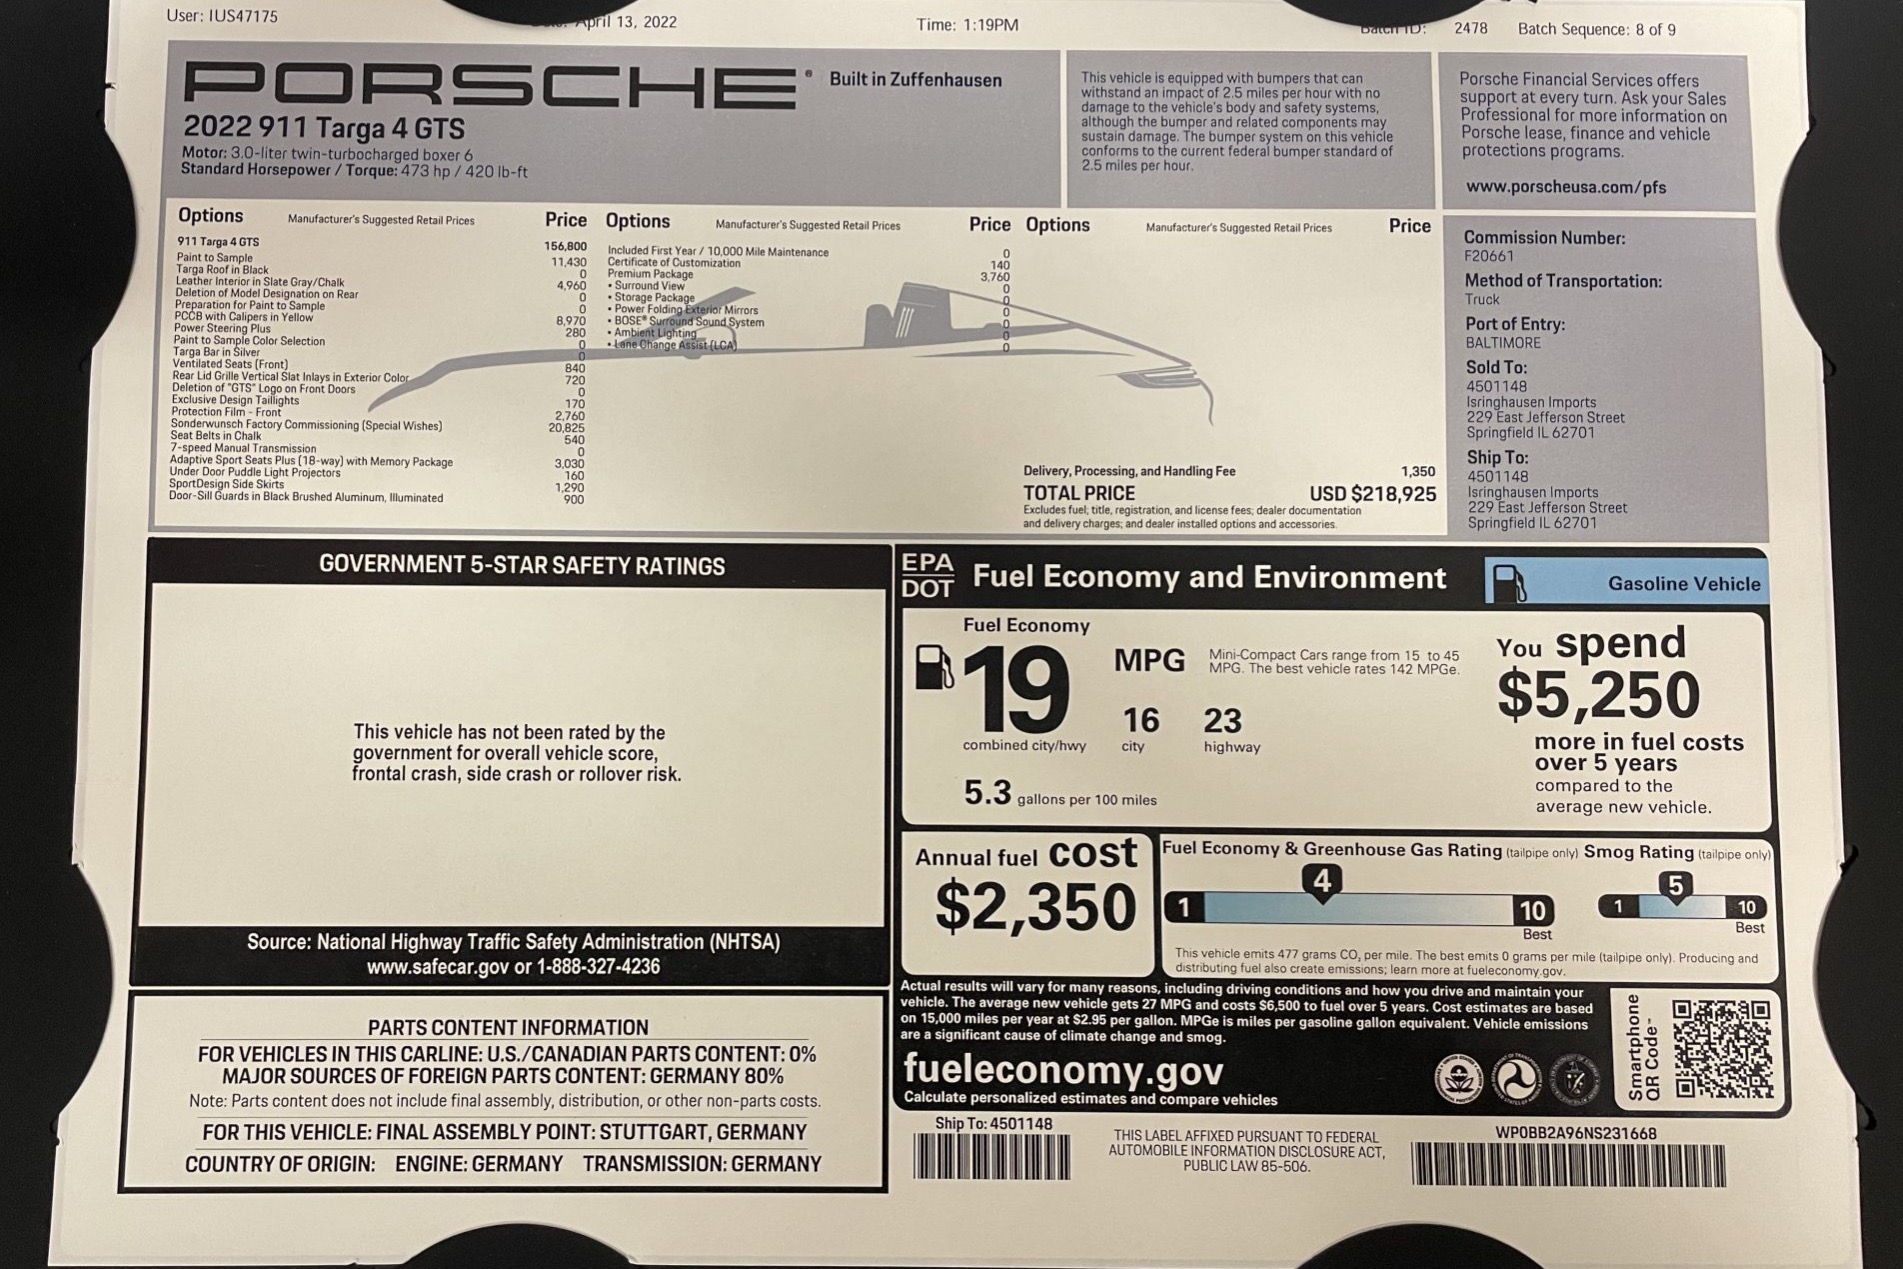 User: IUS47175
April 13, 2022
Time: 1:19PM
Batch ID: 2478
Batch Sequence: 8 of 9
PORSCHE® Built in Zuffenhausen
2022 911 Targa 4 GTS
Motor: 3.0-liter twin-turbocharged boxer 6
Standard Horsepower / Torque: 473 hp / 420 lb-ft
This vehicle is equipped with bumpers that can
withstand an impact of 2.5 miles per hour with no
damage to the vehicle's body and safety systems,
although the bumper and related components may
sustain damage. The bumper system on this vehicle
conforms to the current federal bumper standard of
2.5 miles per hour.
Porsche Financial Services offers
support at every turn. Ask your Sales
Professional for more information on
Porsche lease, finance and vehicle
protections programs.
www.porscheusa.com/pfs
Options Manufacturer's Suggested Retail Prices Price
911 Targa 4 GTS 156,800
Paint to Sample 11,430
Targa Roof in Black 0
Leather Interior in Slate Gray/Chalk 4,960
Deletion of Model Designation on Rear 0
Preparation for Paint to Sample 0
PCCB with Calipers in Yellow 8,970
Power Steering Plus 280
Paint to Sample Color Selection 0
Targa Bar in Silver 0
Ventilated Seats (Front) 840
Rear Lid Grille Vertical Slat Inlays in Exterior Color 720
Deletion of "GTS" Logo on Front Doors 0
Exclusive Design Taillights 170
Protection Film - Front 2,760
Sonderwunsch Factory Commissioning (Special Wishes) 20,825
Seat Belts in Chalk 540
7-speed Manual Transmission 0
Adaptive Sport Seats Plus (18-way) with Memory Package 3,030
Under Door Puddle Light Projectors 160
SportDesign Side Skirts 1,290
Door-Sill Guards in Black Brushed Aluminum, Illuminated 900
Options Manufacturer's Suggested Retail Prices Price
Included First Year / 10,000 Mile Maintenance 0
Certificate of Customization 140
Premium Package 3,760
• Surround View 0
• Storage Package 0
• Power Folding Exterior Mirrors 0
• BOSE® Surround Sound System 0
• Ambient Lighting 0
• Lane Change Assist (LCA) 0
Options Manufacturer's Suggested Retail Prices Price
Delivery, Processing, and Handling Fee 1,350
TOTAL PRICE USD $218,925
Excludes fuel; title, registration, and license fees; dealer documentation
and delivery charges; and dealer installed options and accessories.
Commission Number:
F20661
Method of Transportation:
Truck
Port of Entry:
BALTIMORE
Sold To:
4501148
Isringhausen Imports
229 East Jefferson Street
Springfield IL 62701
Ship To:
4501148
Isringhausen Imports
229 East Jefferson Street
Springfield IL 62701
GOVERNMENT 5-STAR SAFETY RATINGS
This vehicle has not been rated by the
government for overall vehicle score,
frontal crash, side crash or rollover risk.
Source: National Highway Traffic Safety Administration (NHTSA)
www.safecar.gov or 1-888-327-4236
PARTS CONTENT INFORMATION
FOR VEHICLES IN THIS CARLINE: U.S./CANADIAN PARTS CONTENT: 0%
MAJOR SOURCES OF FOREIGN PARTS CONTENT: GERMANY 80%
Note: Parts content does not include final assembly, distribution, or other non-parts costs.
FOR THIS VEHICLE: FINAL ASSEMBLY POINT: STUTTGART, GERMANY
COUNTRY OF ORIGIN: ENGINE: GERMANY TRANSMISSION: GERMANY
EPA
DOT
Fuel Economy and Environment
Gasoline Vehicle
Fuel Economy
19 MPG
combined city/hwy
16
city
23
highway
5.3 gallons per 100 miles
Mini-Compact Cars range from 15 to 45
MPG. The best vehicle rates 142 MPGe.
You spend
$5,250
more in fuel costs
over 5 years
compared to the
average new vehicle.
Annual fuel cost
$2,350
Fuel Economy & Greenhouse Gas Rating (tailpipe only)
4
1 10
Best
Smog Rating (tailpipe only)
5
1 10
Best
This vehicle emits 477 grams CO2 per mile. The best emits 0 grams per mile (tailpipe only). Producing and
distributing fuel also create emissions; learn more at fueleconomy.gov.
Actual results will vary for many reasons, including driving conditions and how you drive and maintain your
vehicle. The average new vehicle gets 27 MPG and costs $6,500 to fuel over 5 years. Cost estimates are based
on 15,000 miles per year at $2.95 per gallon. MPGe is miles per gasoline gallon equivalent. Vehicle emissions
are a significant cause of climate change and smog.
fueleconomy.gov
Calculate personalized estimates and compare vehicles
Smartphone
QR Code
Ship To: 4501148
THIS LABEL AFFIXED PURSUANT TO FEDERAL
AUTOMOBILE INFORMATION DISCLOSURE ACT,
PUBLIC LAW 85-506.
WP0BB2A96NS231668